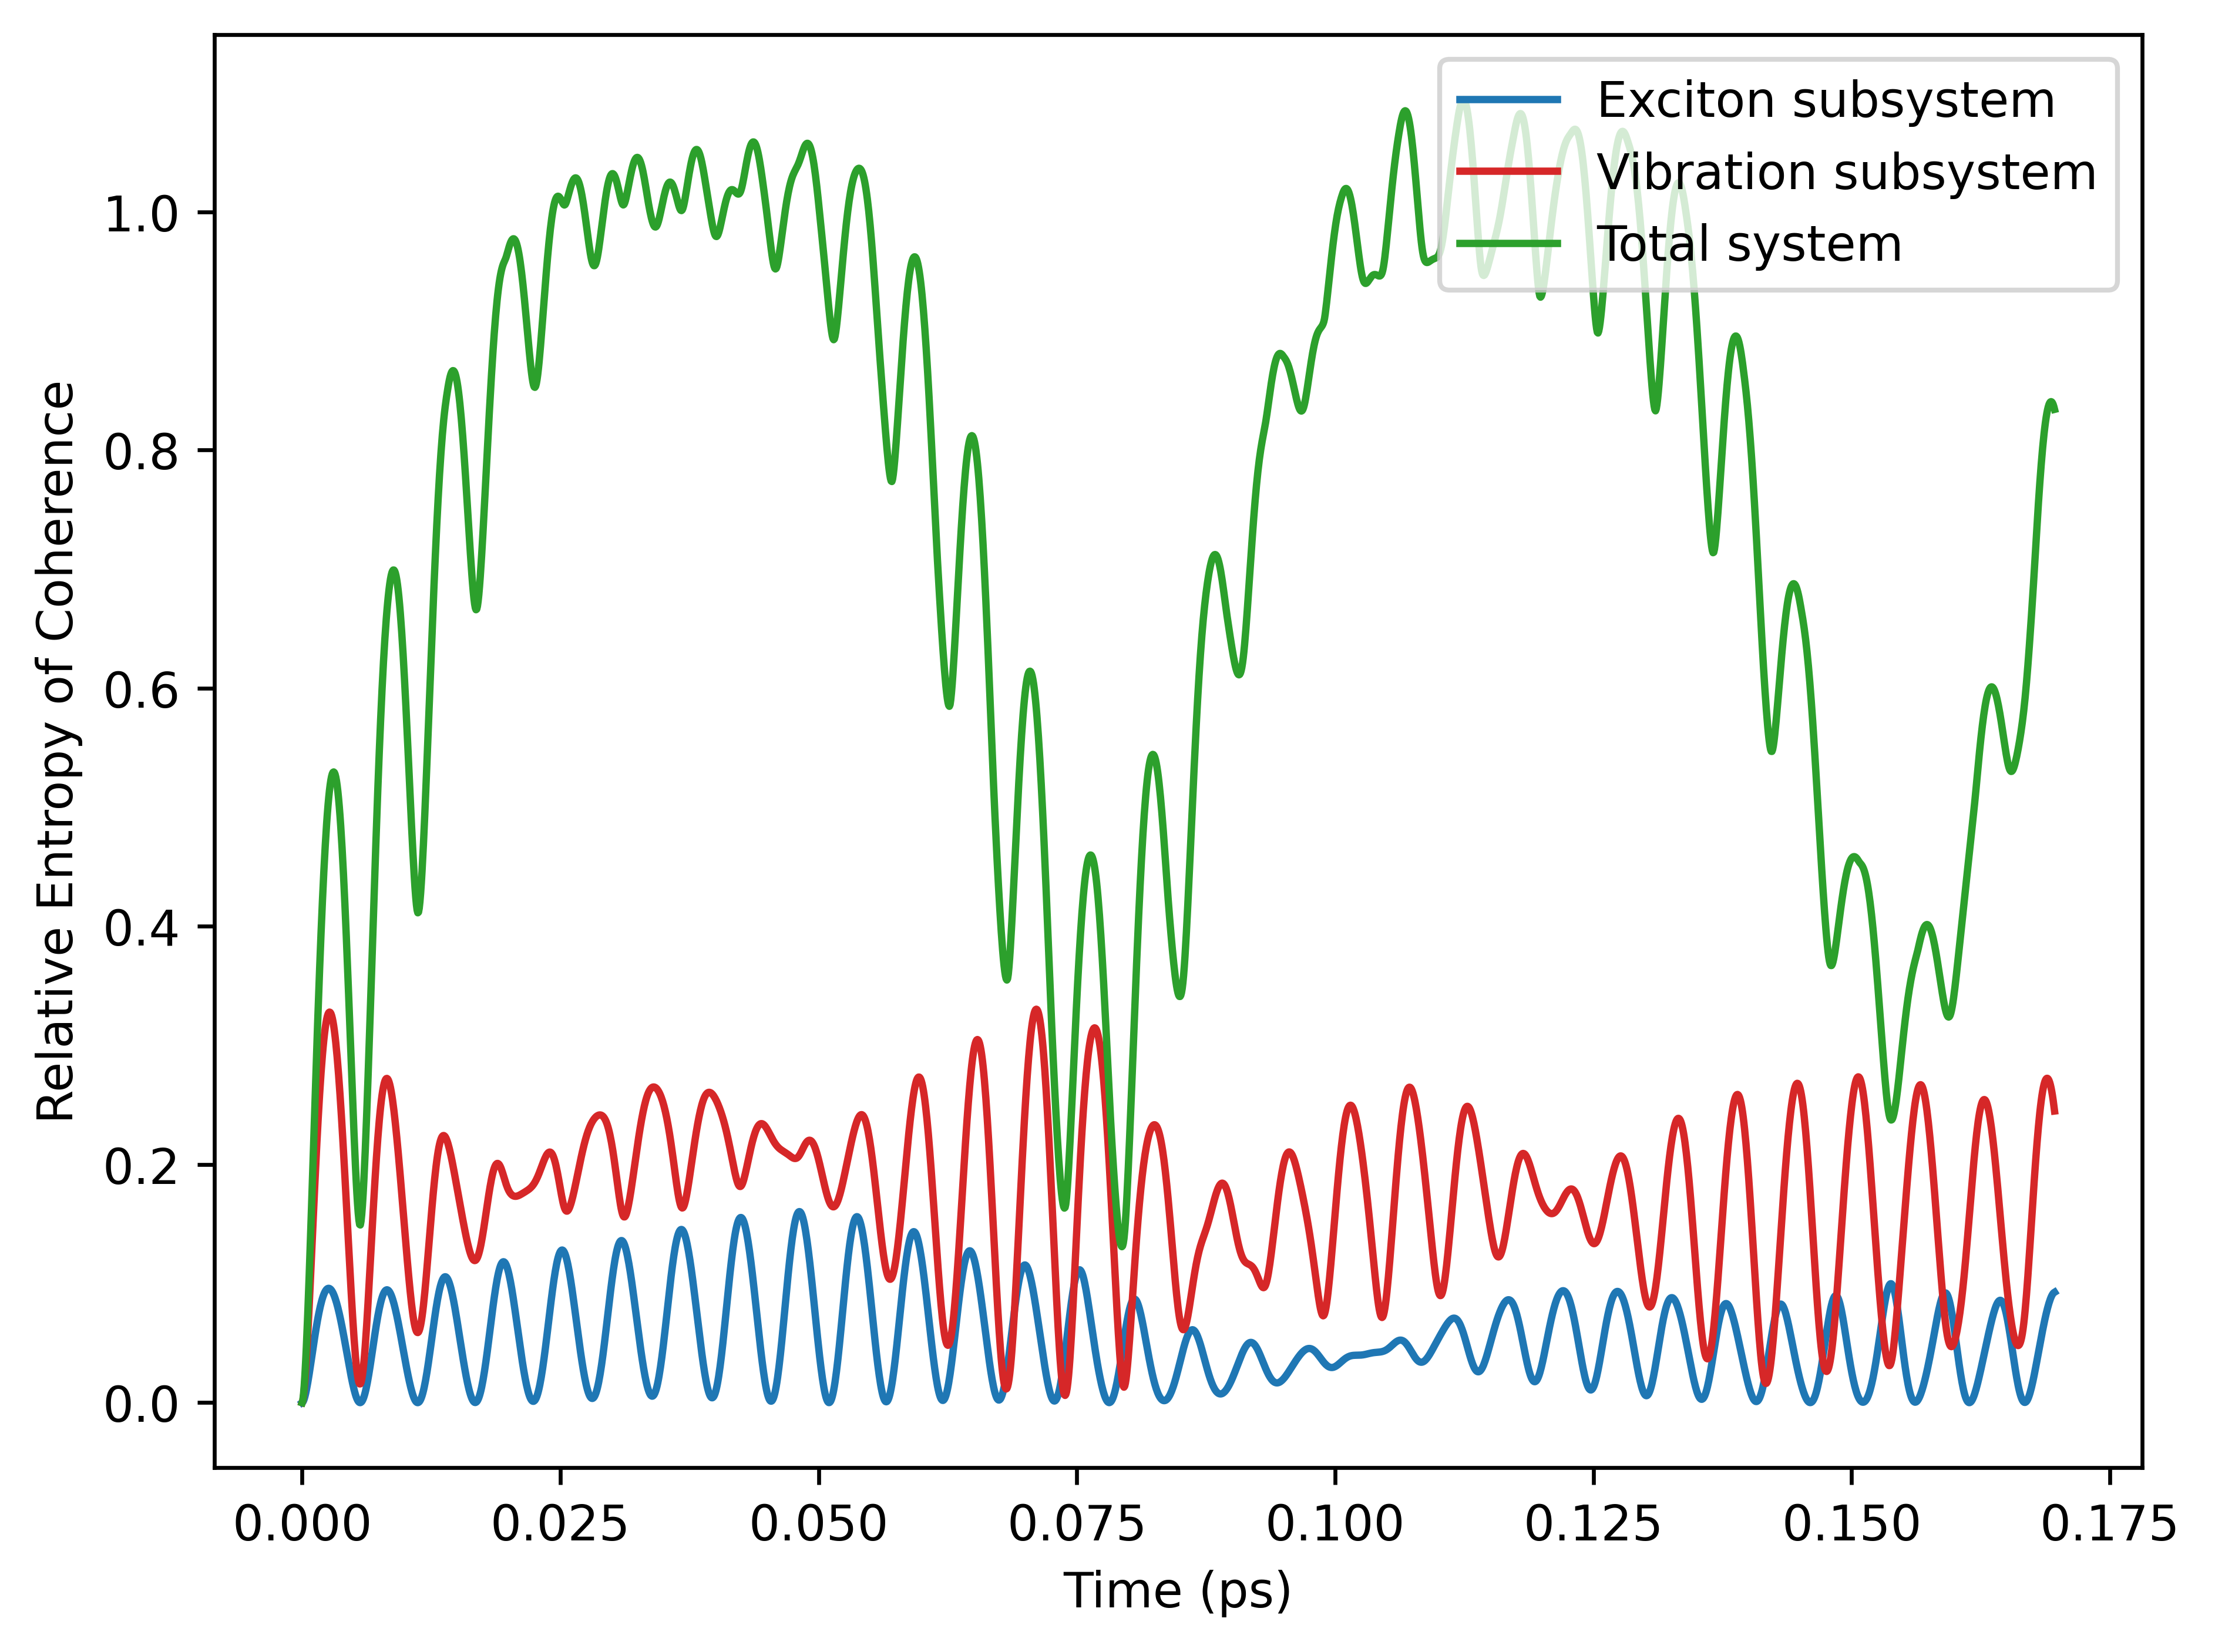 Exciton subsystem
Vibration subsystem
Total system
Relative Entropy of Coherence
1.0
0.8
0.6
0.4
0.2
0.0
0.000 0.025 0.050 0.075 0.100 0.125 0.150 0.175
Time (ps)